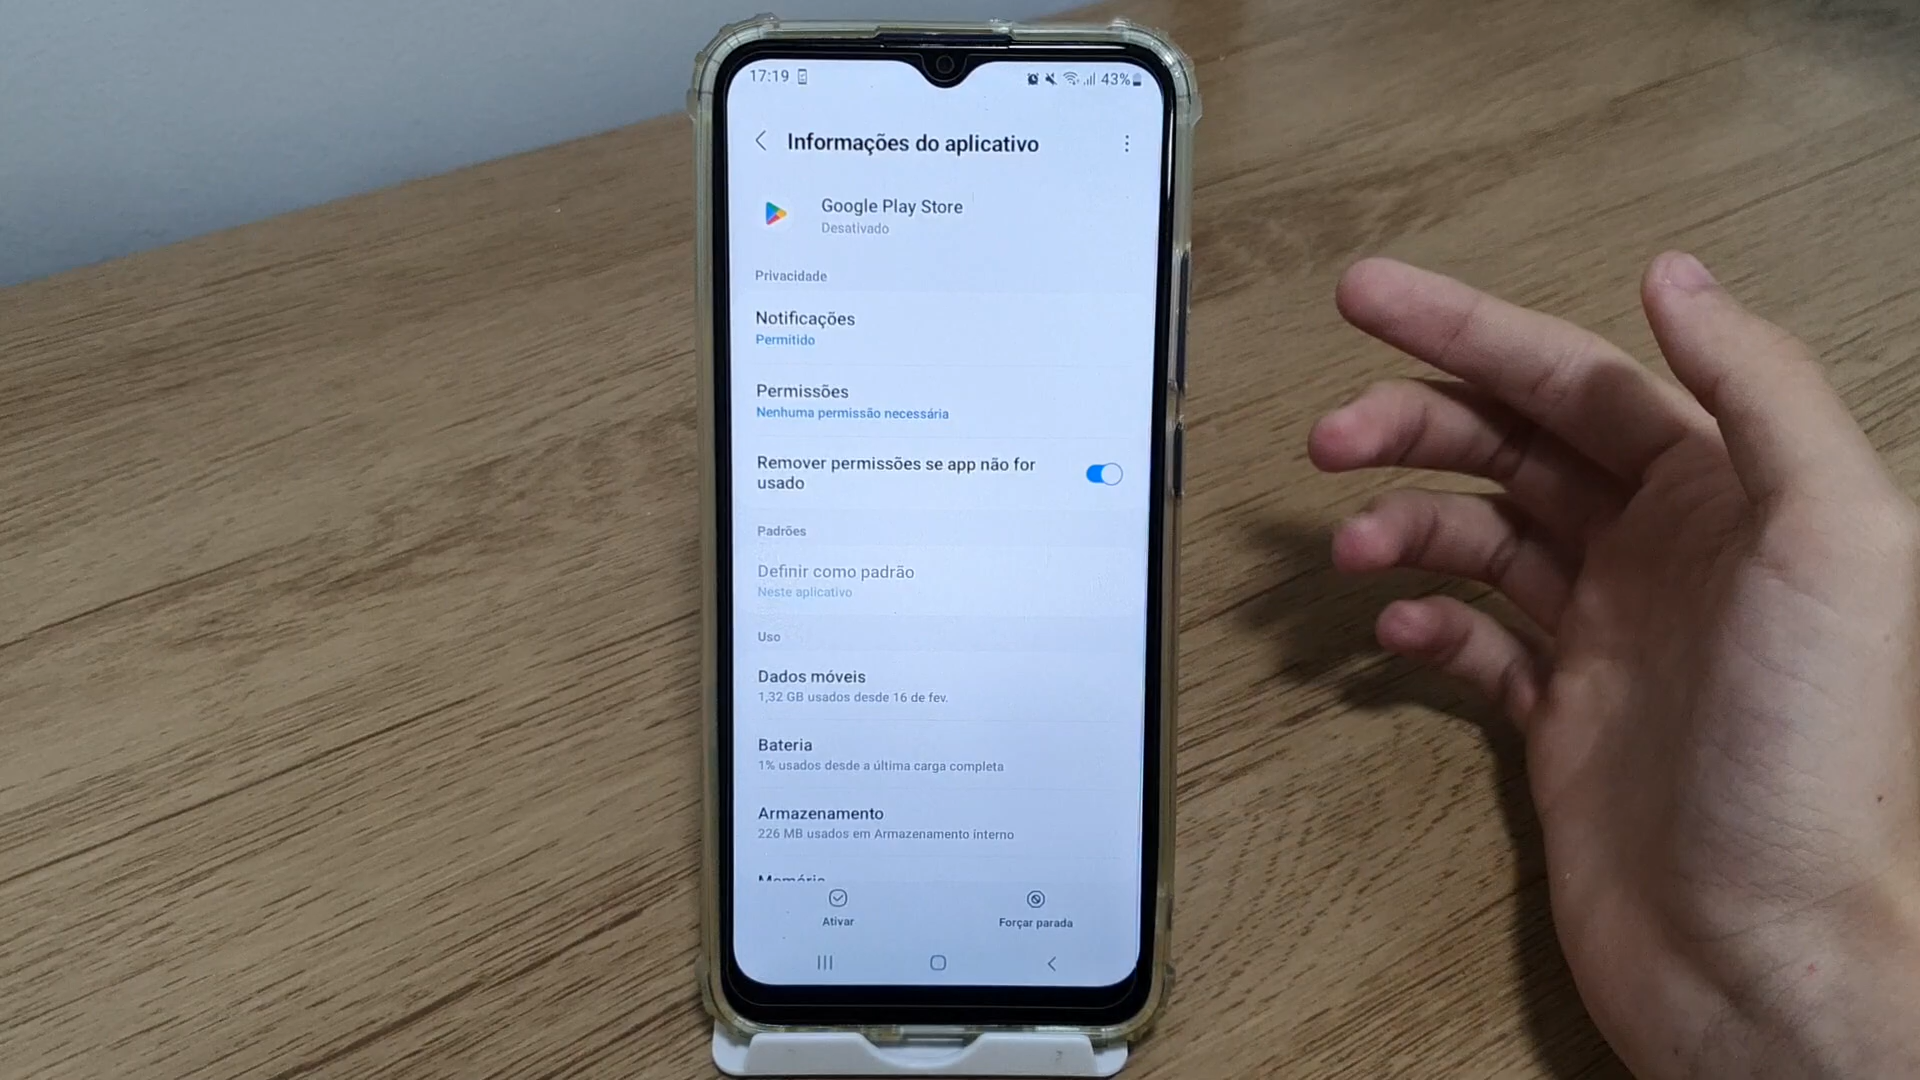 17:19
43%
Informações do aplicativo
Google Play Store
Desativado
Privacidade
Notificações
Permitido
Permissões
Nenhuma permissão necessária
Remover permissões se app não for
usado
Padrões
Definir como padrão
Neste aplicativo
Uso
Dados móveis
1,32 GB usados desde 16 de fev.
Bateria
1% usados desde a última carga completa
Armazenamento
226 MB usados em Armazenamento interno
Memória
Ativar
Forçar parada